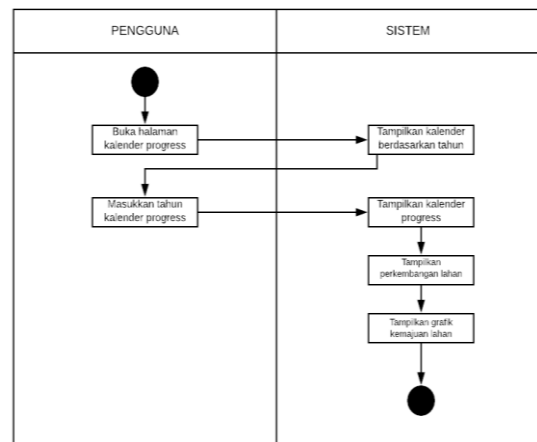 PENGGUNA
SISTEM
Buka halaman
kalender progress
Tampilkan kalender
berdasarkan tahun
Masukkan tahun
kalender progress
Tampilkan kalender
progress
Tampilkan
perkembangan lahan
Tampilkan grafik
kemajuan lahan